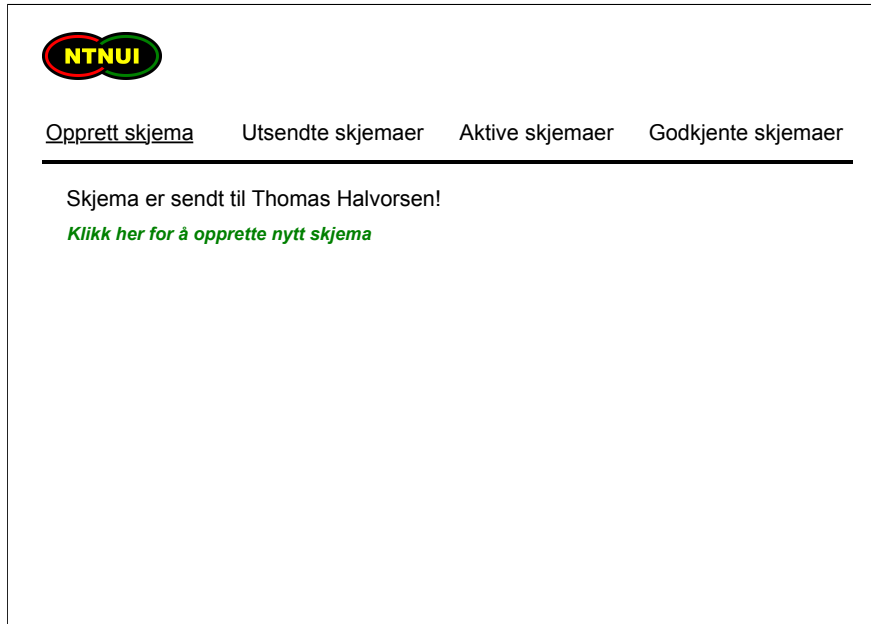 NTNUI
Opprett skjema Utsendte skjemaer Aktive skjemaer Godkjente skjemaer
Skjema er sendt til Thomas Halvorsen!
Klikk her for å opprette nytt skjema